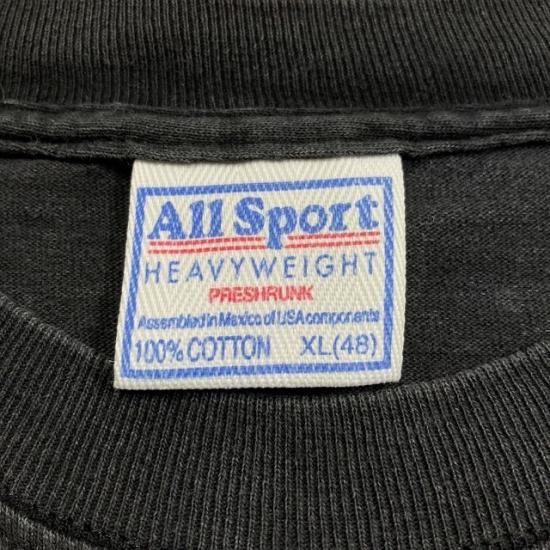 All Sport
HEAVYWEIGHT
PRESHRUNK
Assembled in Mexico of USA components
100% COTTON XL(48)